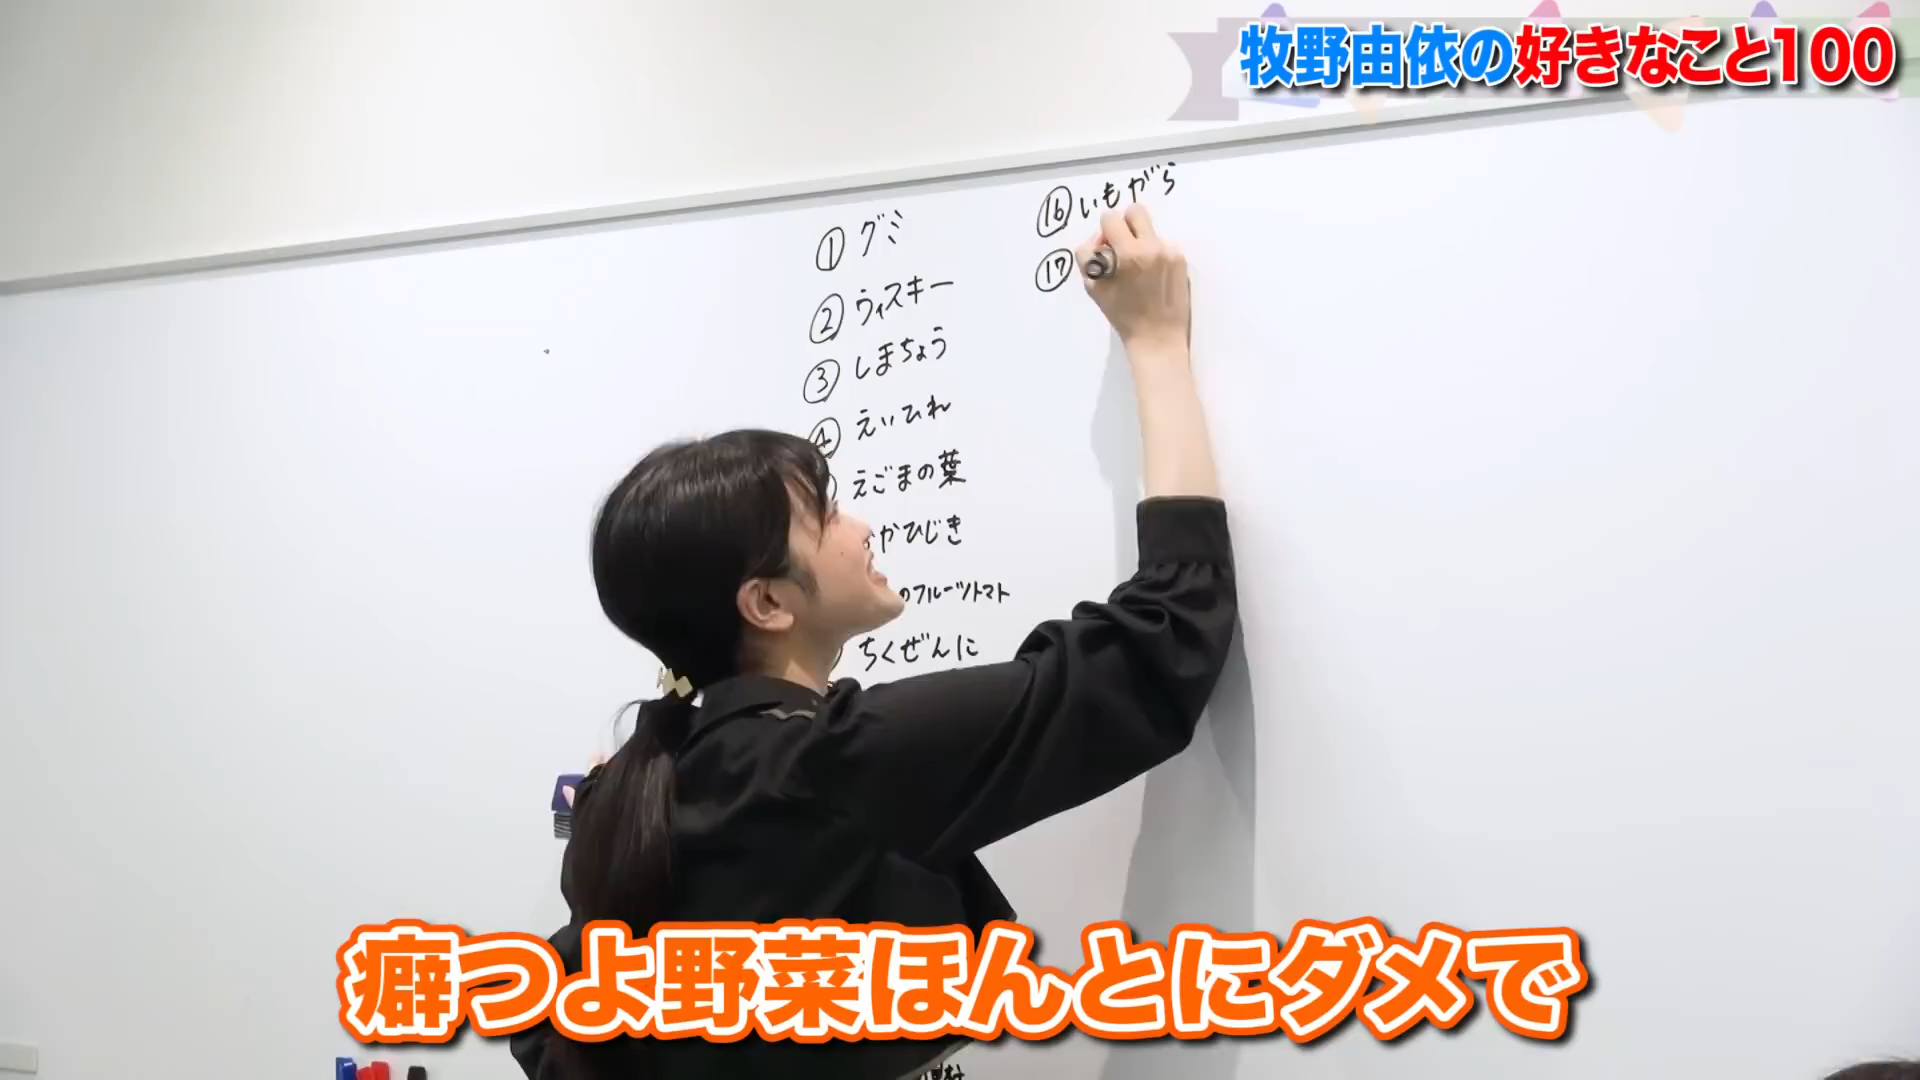 牧野由依の好きなこと100
① グミ
② ウィスキー
③ しまちょう
④ えいひれ
えごまの葉
かひじき
のフルーツトマト
ちくぜんに
⑯ いもがら
⑰
癖つよ野菜ほんとにダメで